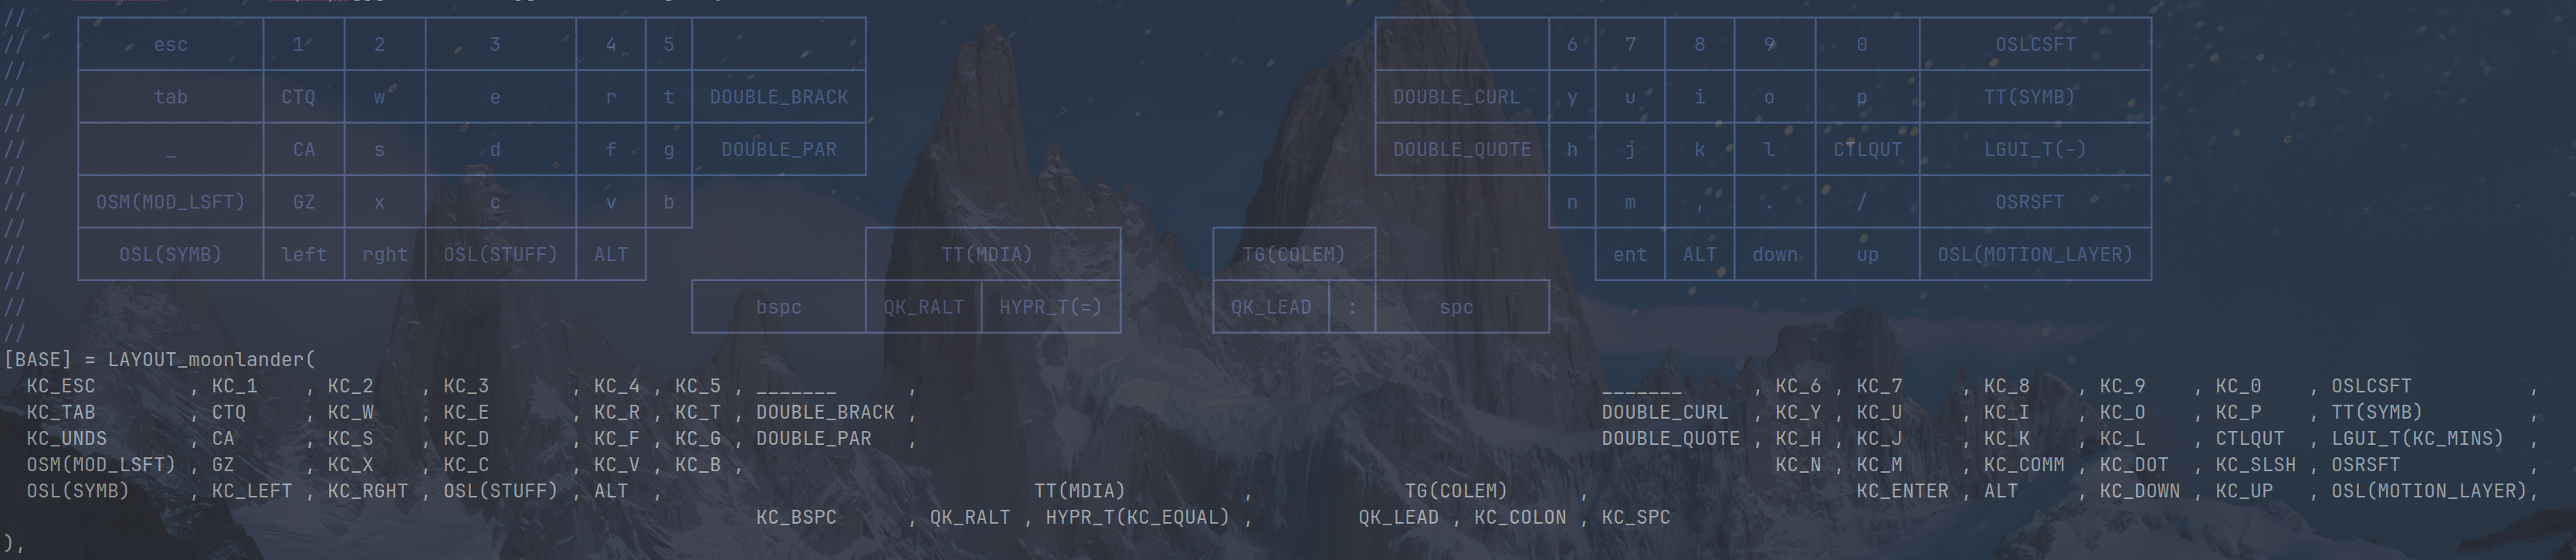 //
// esc 1 2 3 4 5 6 7 8 9 0 OSLCSFT
//
// tab CTQ w e r t DOUBLE_BRACK DOUBLE_CURL y u i o p TT(SYMB)
//
// _ CA s d f g DOUBLE_PAR DOUBLE_QUOTE h j k l CTLQUT LGUI_T(-)
//
// OSM(MOD_LSFT) GZ x c v b n m , . / OSRSFT
//
// OSL(SYMB) left rght OSL(STUFF) ALT TT(MDIA) TG(COLEM) ent ALT down up OSL(MOTION_LAYER)
//
// bspc QK_RALT HYPR_T(=) QK_LEAD : spc
//
[BASE] = LAYOUT_moonlander(
KC_ESC , KC_1 , KC_2 , KC_3 , KC_4 , KC_5 , _______ , _______ , KC_6 , KC_7 , KC_8 , KC_9 , KC_0 , OSLCSFT ,
KC_TAB , CTQ , KC_W , KC_E , KC_R , KC_T , DOUBLE_BRACK , DOUBLE_CURL , KC_Y , KC_U , KC_I , KC_O , KC_P , TT(SYMB) ,
KC_UNDS , CA , KC_S , KC_D , KC_F , KC_G , DOUBLE_PAR , DOUBLE_QUOTE , KC_H , KC_J , KC_K , KC_L , CTLQUT , LGUI_T(KC_MINS) ,
OSM(MOD_LSFT) , GZ , KC_X , KC_C , KC_V , KC_B , KC_N , KC_M , KC_COMM , KC_DOT , KC_SLSH , OSRSFT ,
OSL(SYMB) , KC_LEFT , KC_RGHT , OSL(STUFF) , ALT , TT(MDIA) , TG(COLEM) , KC_ENTER , ALT , KC_DOWN , KC_UP , OSL(MOTION_LAYER),
KC_BSPC , QK_RALT , HYPR_T(KC_EQUAL) , QK_LEAD , KC_COLON , KC_SPC
),